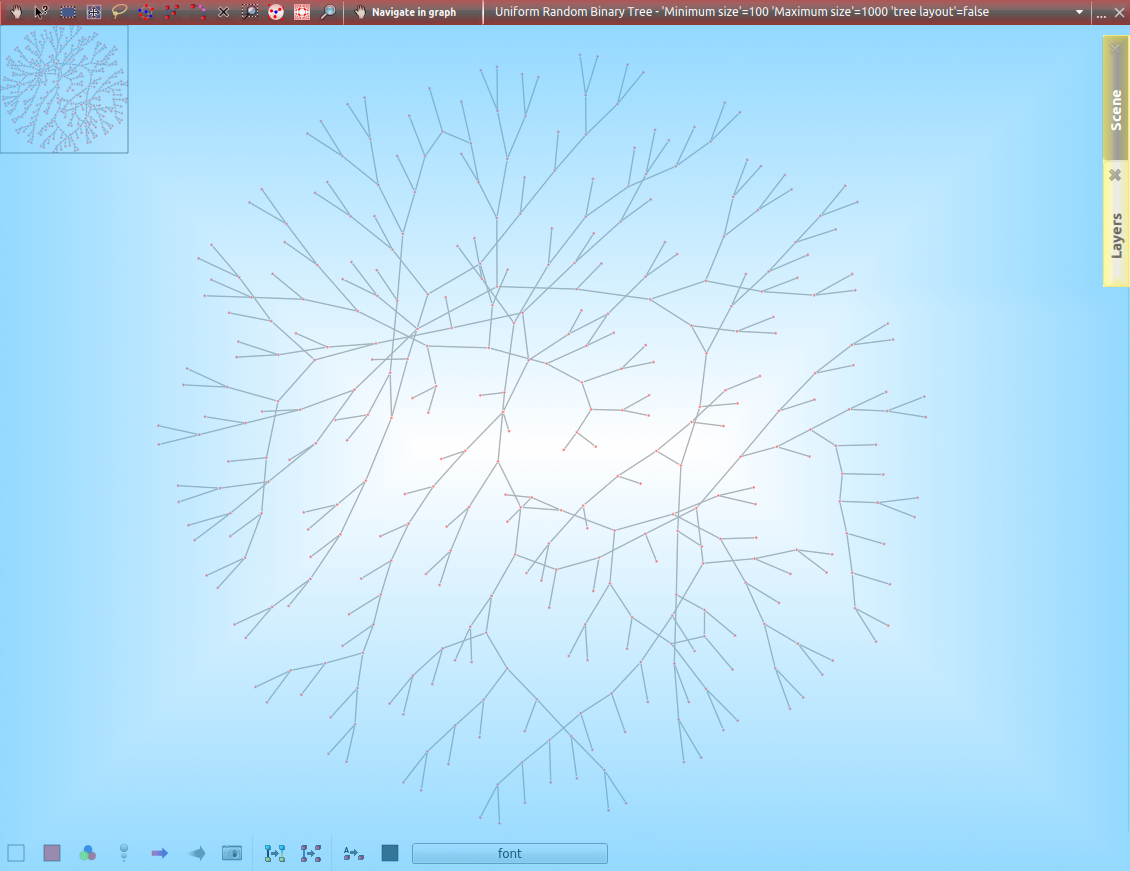 Navigate in graph
Uniform Random Binary Tree - 'Minimum size'=100 'Maximum size'=1000 'tree layout'=false
...
Scene
Layers
font